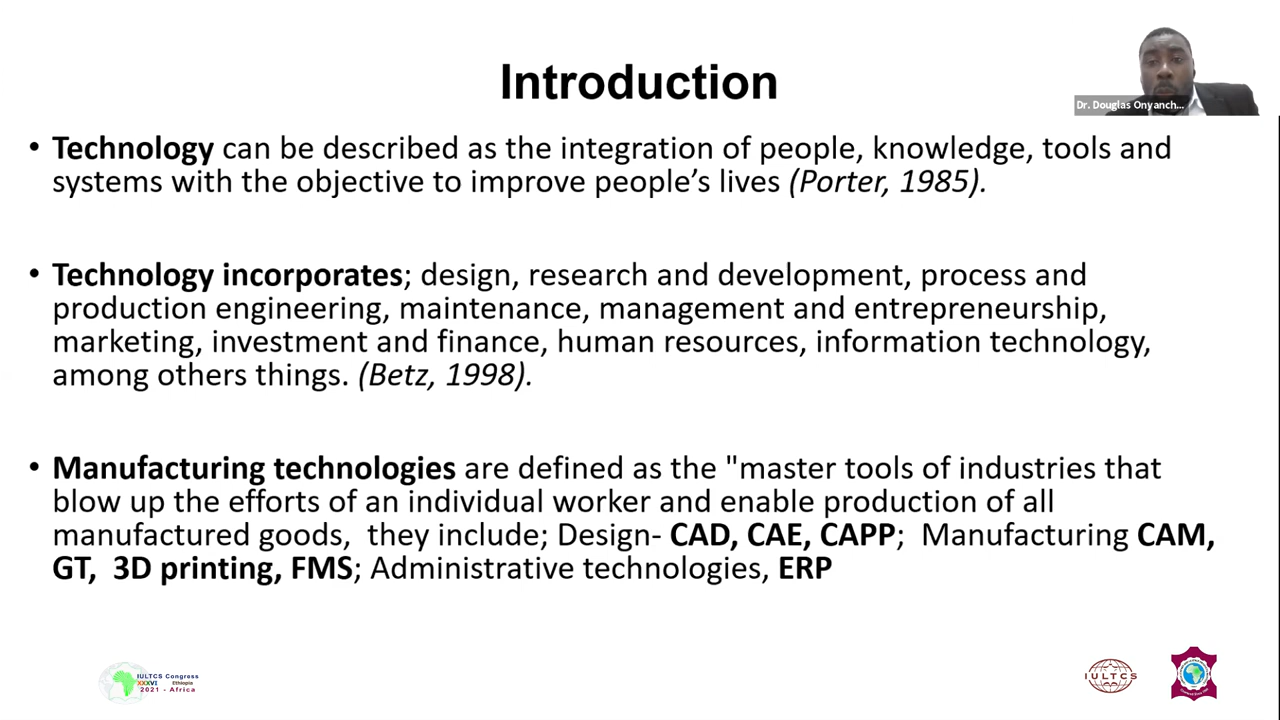 Introduction
Dr. Douglas Onyanch...
• Technology can be described as the integration of people, knowledge, tools and
systems with the objective to improve people’s lives (Porter, 1985).
• Technology incorporates; design, research and development, process and
production engineering, maintenance, management and entrepreneurship,
marketing, investment and finance, human resources, information technology,
among others things. (Betz, 1998).
• Manufacturing technologies are defined as the "master tools of industries that
blow up the efforts of an individual worker and enable production of all
manufactured goods,  they include; Design- CAD, CAE, CAPP;  Manufacturing CAM,
GT,  3D printing, FMS; Administrative technologies, ERP
IULTCS Congress
XXXVI Ethiopia
2021 - Africa
IULTCS